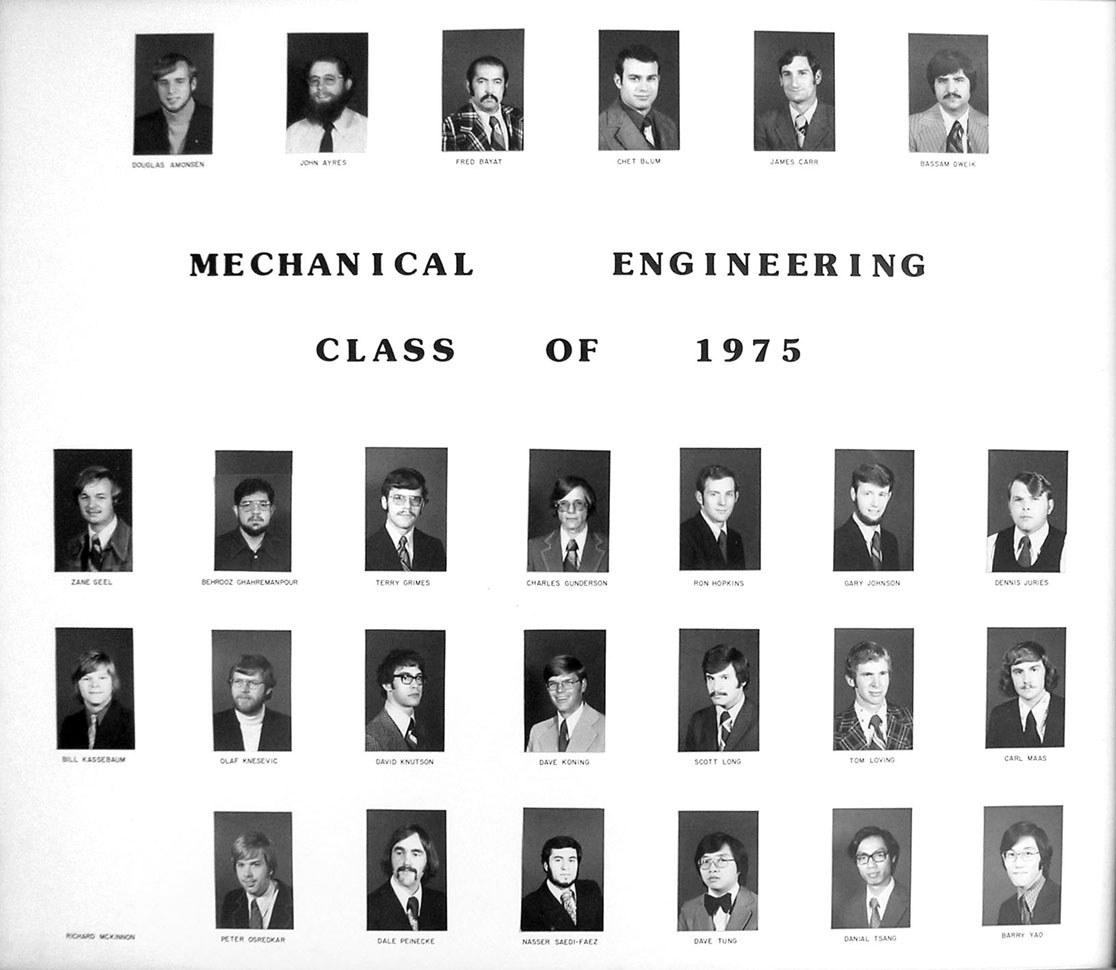 DOUGLAS AMONSEN JOHN AYRES FRED BAYAT CHET BLUM JAMES CARR BASSAM DWEIK
MECHANICAL ENGINEERING
CLASS OF 1975
ZANE GEEL BEHROOZ GHAHREMANPOUR TERRY GRIMES CHARLES GUNDERSON RON HOPKINS GARY JOHNSON DENNIS JURIES
BILL KASSEBAUM OLAF KNESEVIC DAVID KNUTSON DAVE KONING SCOTT LONG TOM LOVING CARL MAAS
RICHARD MCKINNON PETER OSREDKAR DALE PEINECKE NASSER SAEDI-FAEZ DAVE TUNG DANIAL TSANG BARRY YAO